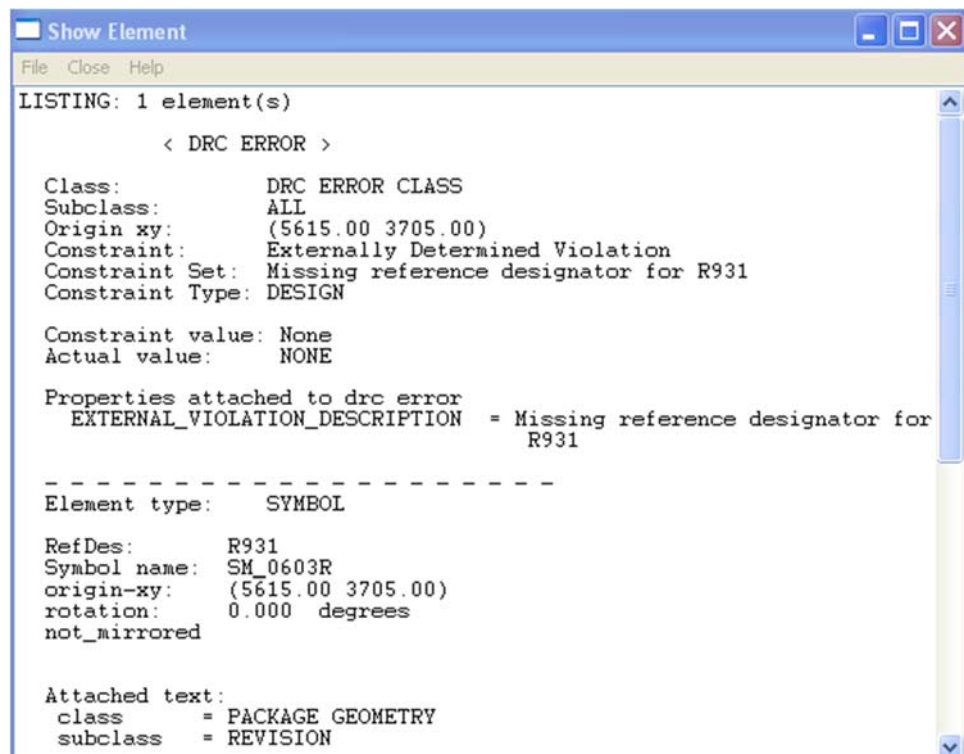 Show Element
File Close Help
LISTING: 1 element(s)
< DRC ERROR >
Class: DRC ERROR CLASS
Subclass: ALL
Origin xy: (5615.00 3705.00)
Constraint: Externally Determined Violation
Constraint Set: Missing reference designator for R931
Constraint Type: DESIGN
Constraint value: None
Actual value: NONE
Properties attached to drc error
EXTERNAL_VIOLATION_DESCRIPTION = Missing reference designator for
R931
- - - - - - - - - - - - - - - - - - - -
Element type: SYMBOL
RefDes: R931
Symbol name: SM_0603R
origin-xy: (5615.00 3705.00)
rotation: 0.000 degrees
not_mirrored
Attached text:
class = PACKAGE GEOMETRY
subclass = REVISION